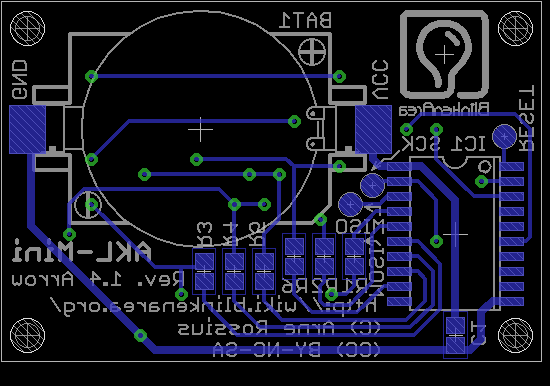 BAT1
GND
VCC
BlinkenArea
RESET
SCK
IC1
MISO
MOSI
R3
R4
R5
R1
R2
R6
AKL-Mini
Rev. 1.4 Arrow
http://wiki.blinkenarea.org/
(C) Arne Rossius
(CC) BY-NC-SA
C1